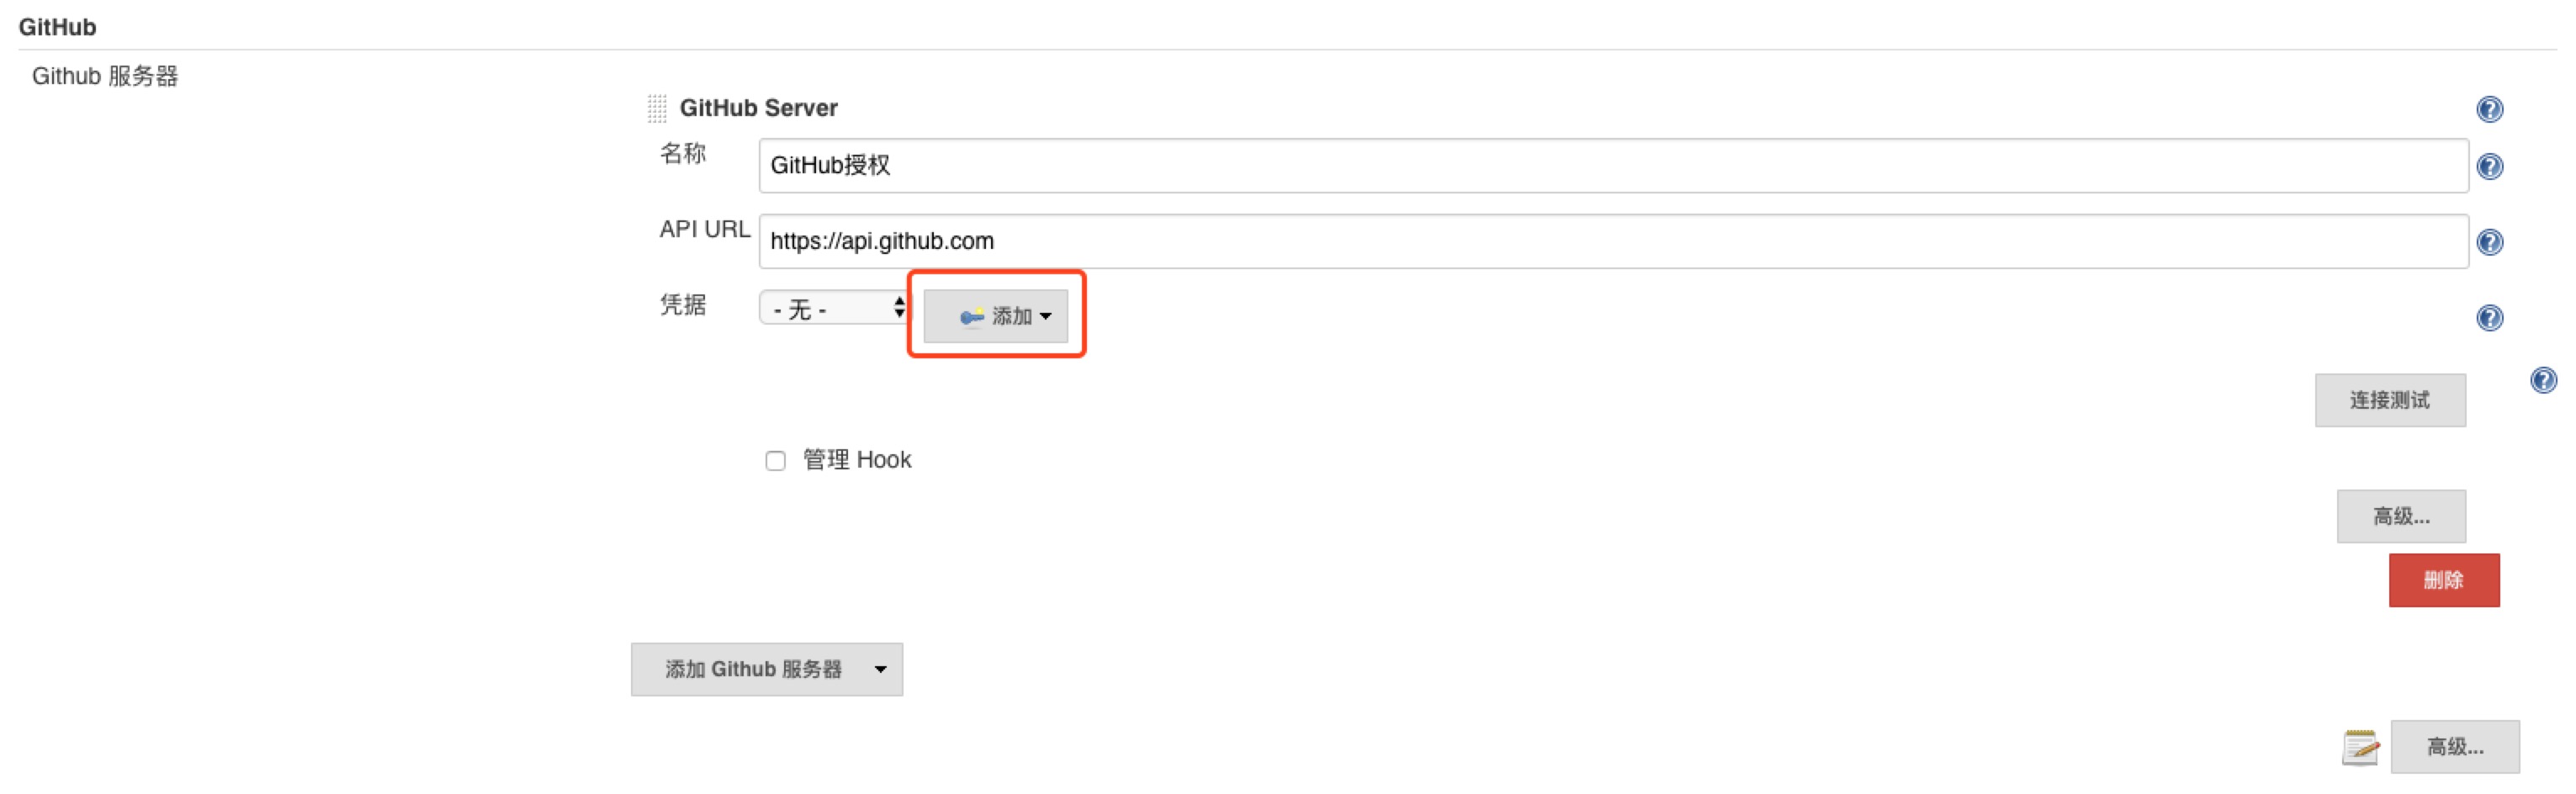 GitHub
Github 服务器
GitHub Server
名称
GitHub授权
API URL
https://api.github.com
凭据
- 无 -
添加
连接测试
管理 Hook
高级...
删除
添加 Github 服务器
高级...